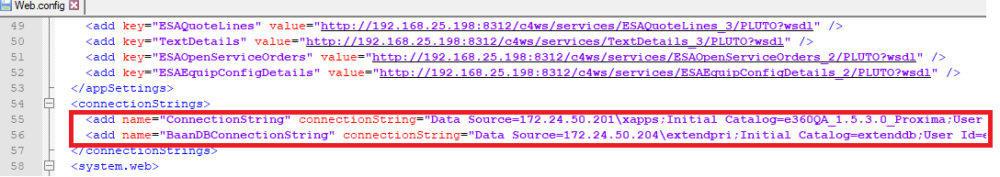 Web.config
49 <add key="ESAQuoteLines" value="http://192.168.25.198:8312/c4ws/services/ESAQuoteLines_3/PLUTO?wsdl" />
50 <add key="TextDetails" value="http://192.168.25.198:8312/c4ws/services/TextDetails_3/PLUTO?wsdl" />
51 <add key="ESAOpenServiceOrders" value="http://192.168.25.198:8312/c4ws/services/ESAOpenServiceOrders_2/PLUTO?wsdl" />
52 <add key="ESAEquipConfigDetails" value="http://192.168.25.198:8312/c4ws/services/ESAEquipConfigDetails_2/PLUTO?wsdl" />
53 </appSettings>
54 <connectionStrings>
55 <add name="ConnectionString" connectionString="Data Source=172.24.50.201\xapps;Initial Catalog=e360QA_1.5.3.0_Proxima;User
56 <add name="BaanDBConnectionString" connectionString="Data Source=172.24.50.204\extendpri;Initial Catalog=extenddb;User Id=e
57 </connectionStrings>
58 <system.web>